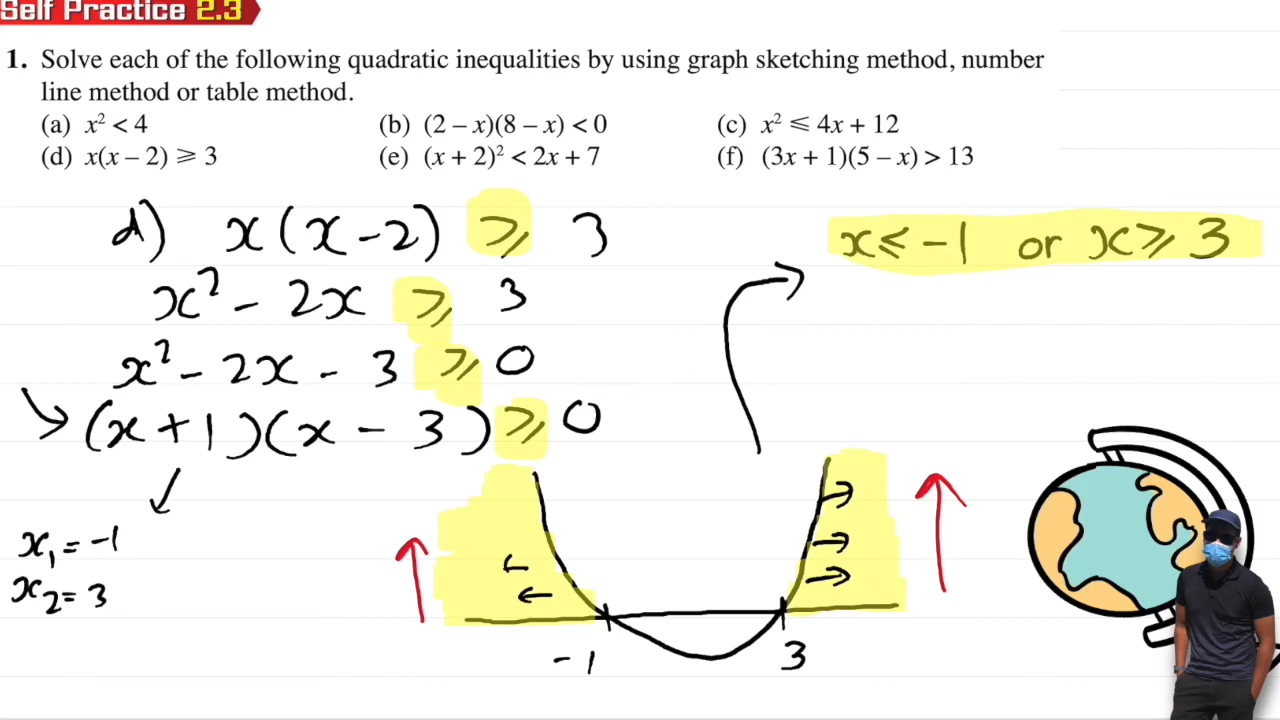 Self Practice 2.3
1. Solve each of the following quadratic inequalities by using graph sketching method, number
line method or table method.
(a) x² < 4 (b) (2 – x)(8 – x) < 0 (c) x² ⩽ 4x + 12
(d) x(x – 2) ⩾ 3 (e) (x + 2)² < 2x + 7 (f) (3x + 1)(5 – x) > 13
d) x(x - 2) ⩾ 3
x² - 2x ⩾ 3
x² - 2x - 3 ⩾ 0
(x + 1)(x - 3) ⩾ 0
x₁ = -1
x₂ = 3
-1 3
x ⩽ -1 or x ⩾ 3